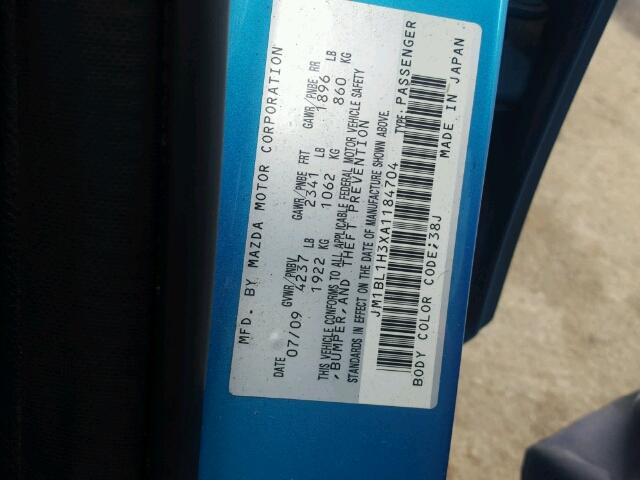 MFD. BY MAZDA MOTOR CORPORATION
DATE GVWR/PNBV GAWR/PNBE FRT GAWR/PNBE RR
07/09 4237 LB 2341 LB 1896 LB
1922 KG 1062 KG 860 KG
THIS VEHICLE CONFORMS TO ALL APPLICABLE FEDERAL MOTOR VEHICLE SAFETY
,BUMPER,AND THEFT PREVENTION
STANDARDS IN EFFECT ON THE DATE OF MANUFACTURE SHOWN ABOVE.
JM1BL1H3XA1184704 TYPE:PASSENGER
BODY COLOR CODE;38J MADE IN JAPAN